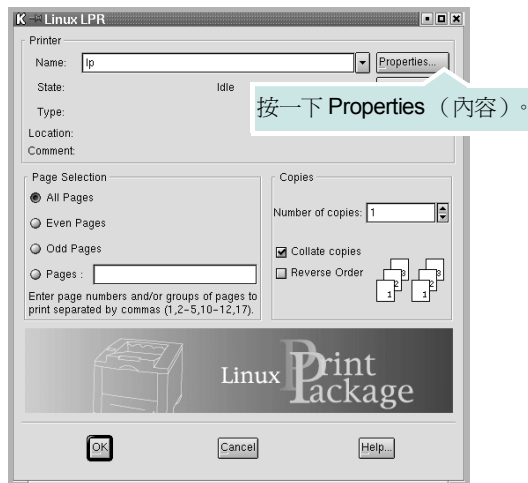 Linux LPR
Printer
Name: lp Properties...
State: Idle
按一下 Properties （內容）。
Type:
Location:
Comment:
Page Selection
All Pages
Even Pages
Odd Pages
Pages :
Enter page numbers and/or groups of pages to
print separated by commas (1,2-5,10-12,17).
Copies
Number of copies: 1
Collate copies
Reverse Order
Linux Print Package
OK Cancel Help...